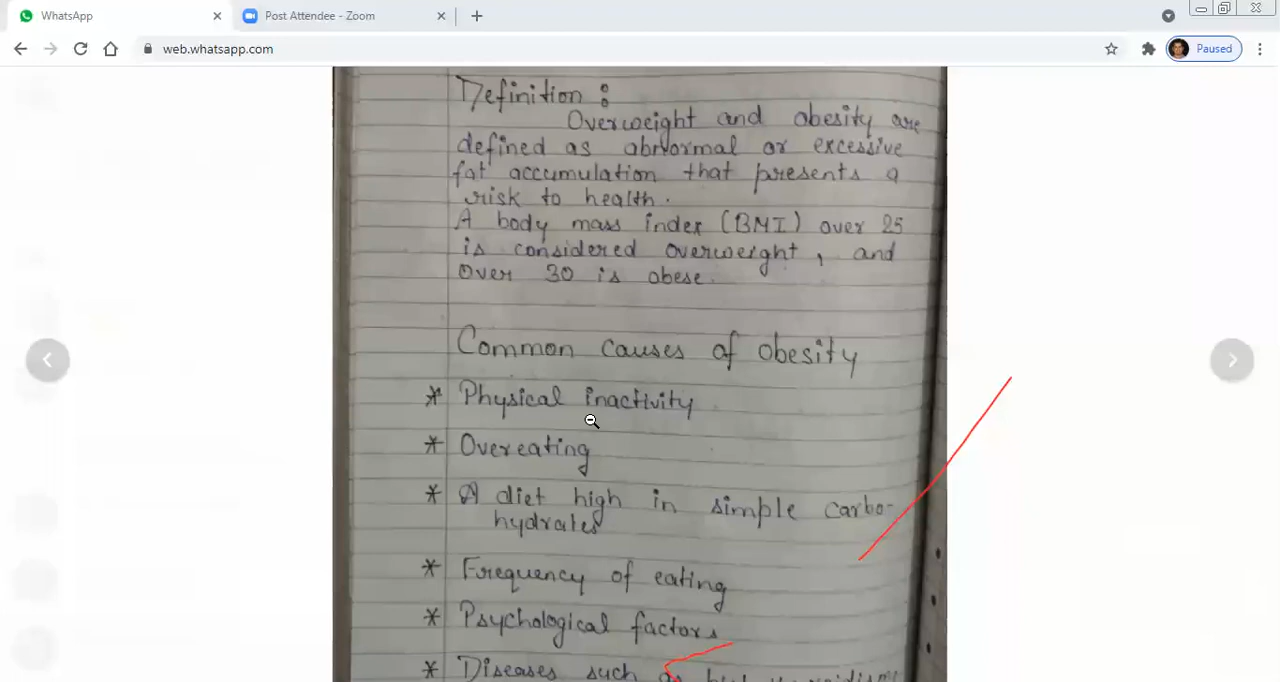 WhatsApp
Post Attendee - Zoom
web.whatsapp.com
Paused
Definition :
Overweight and obesity are
defined as abnormal or excessive
fat accumulation that presents a
risk to health.
A body mass index (BMI) over 25
is considered overweight, and
over 30 is obese.
Common causes of obesity
* Physical inactivity
* Overeating
* A diet high in simple carbo-
hydrates
* Frequency of eating
* Psychological factors
* Diseases such as